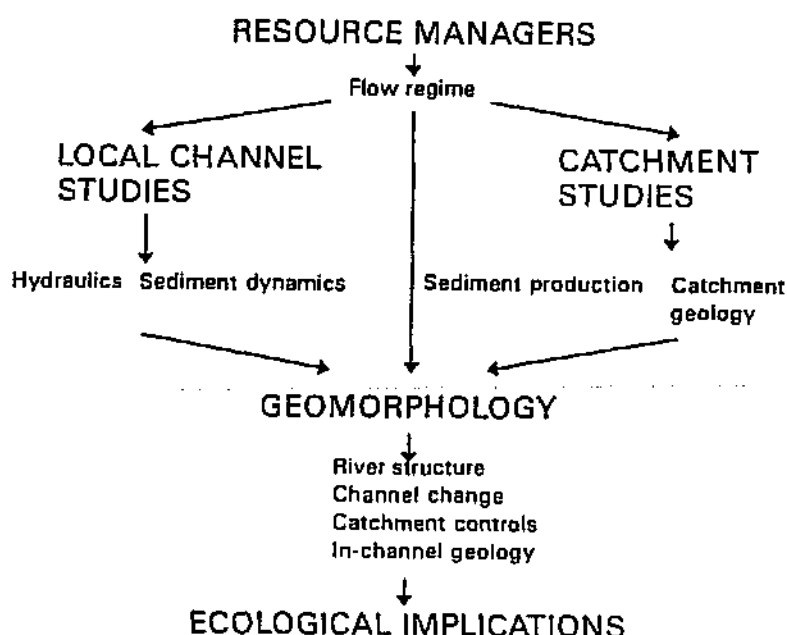 RESOURCE MANAGERS
Flow regime
LOCAL CHANNEL
STUDIES
CATCHMENT
STUDIES
Hydraulics Sediment dynamics
Sediment production Catchment
geology
GEOMORPHOLOGY
River structure
Channel change
Catchment controls
In-channel geology
ECOLOGICAL IMPLICATIONS